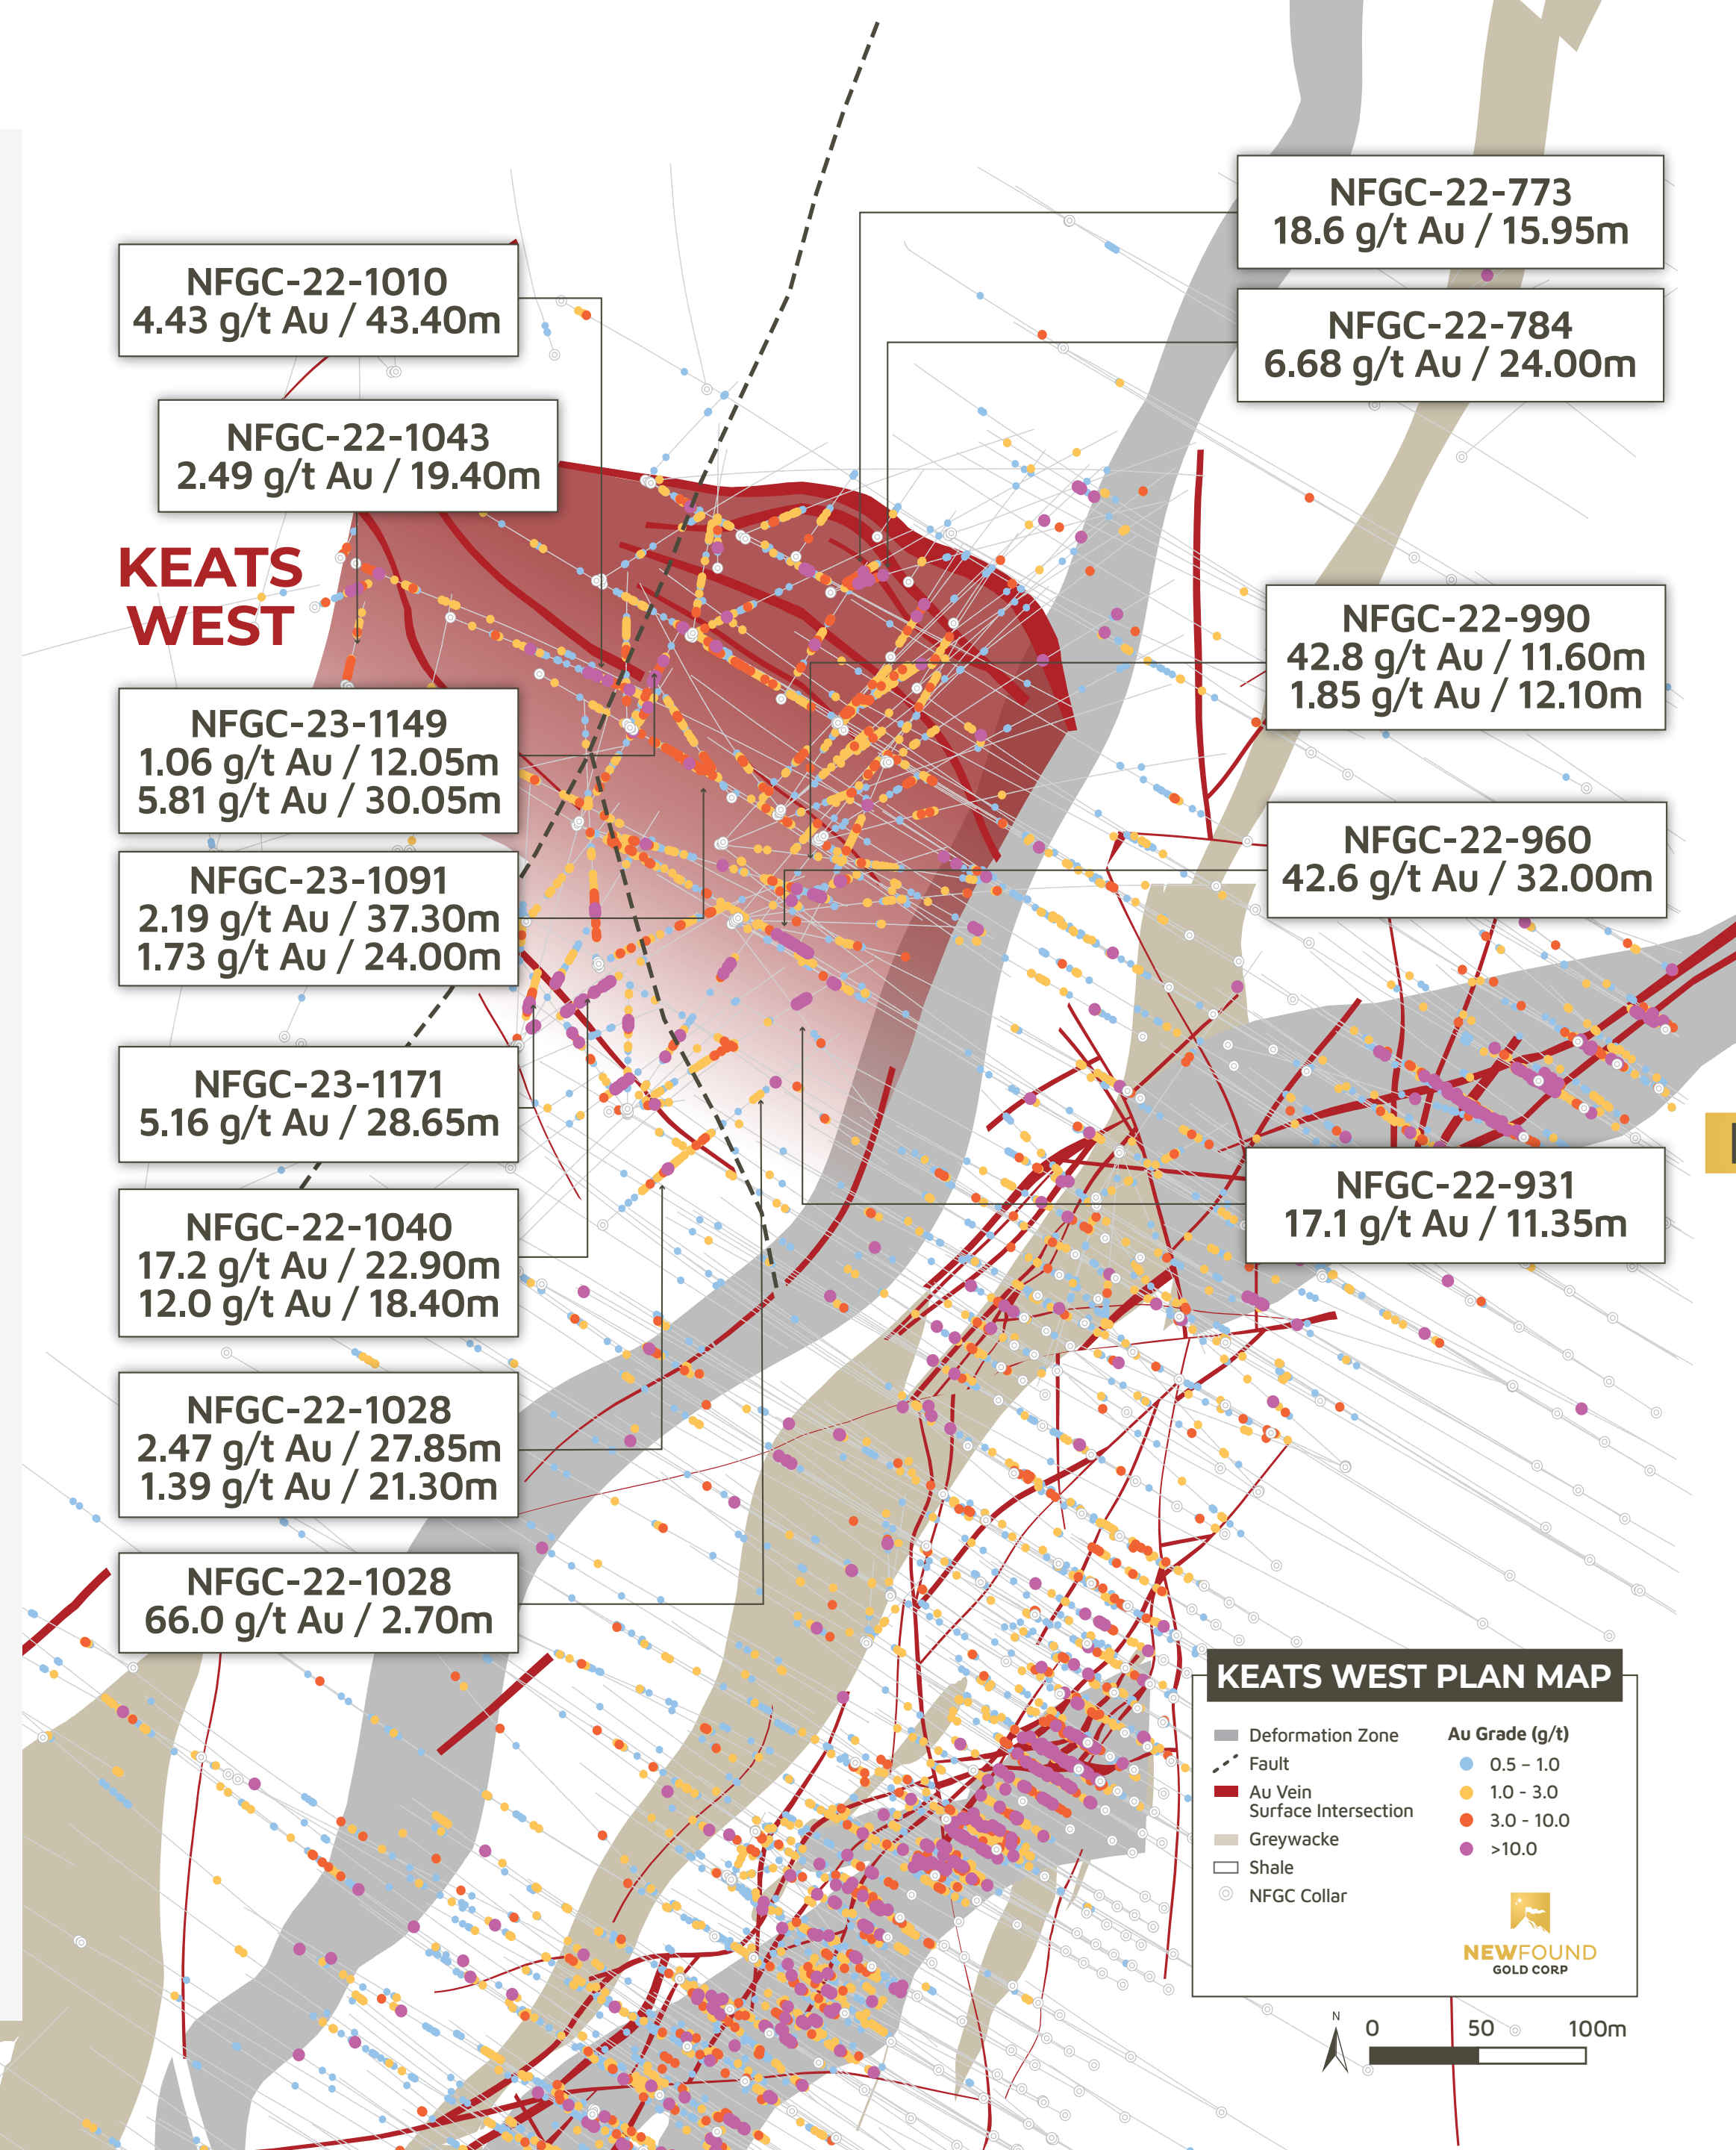 NFGC-22-773
18.6 g/t Au / 15.95m
NFGC-22-1010
4.43 g/t Au / 43.40m
NFGC-22-784
6.68 g/t Au / 24.00m
NFGC-22-1043
2.49 g/t Au / 19.40m
KEATS
WEST
NFGC-22-990
42.8 g/t Au / 11.60m
1.85 g/t Au / 12.10m
NFGC-23-1149
1.06 g/t Au / 12.05m
5.81 g/t Au / 30.05m
NFGC-22-960
42.6 g/t Au / 32.00m
NFGC-23-1091
2.19 g/t Au / 37.30m
1.73 g/t Au / 24.00m
NFGC-23-1171
5.16 g/t Au / 28.65m
NFGC-22-931
17.1 g/t Au / 11.35m
NFGC-22-1040
17.2 g/t Au / 22.90m
12.0 g/t Au / 18.40m
NFGC-22-1028
2.47 g/t Au / 27.85m
1.39 g/t Au / 21.30m
NFGC-22-1028
66.0 g/t Au / 2.70m
KEATS WEST PLAN MAP
Deformation Zone
Fault
Au Vein
Surface Intersection
Greywacke
Shale
NFGC Collar
Au Grade (g/t)
0.5 – 1.0
1.0 - 3.0
3.0 - 10.0
>10.0
NEWFOUND
GOLD CORP
N
0 50 100m